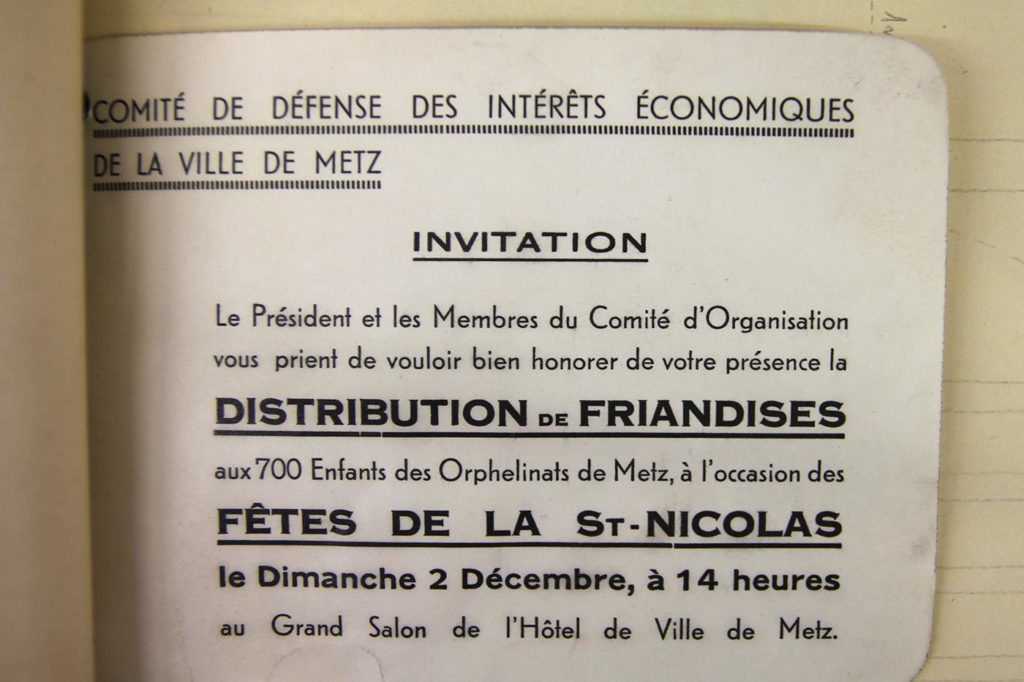 COMITÉ DE DÉFENSE DES INTÉRÊTS ÉCONOMIQUES
DE LA VILLE DE METZ
INVITATION
Le Président et les Membres du Comité d'Organisation
vous prient de vouloir bien honorer de votre présence la
DISTRIBUTION DE FRIANDISES
aux 700 Enfants des Orphelinats de Metz, à l'occasion des
FÊTES DE LA ST-NICOLAS
le Dimanche 2 Décembre, à 14 heures
au Grand Salon de l'Hôtel de Ville de Metz.